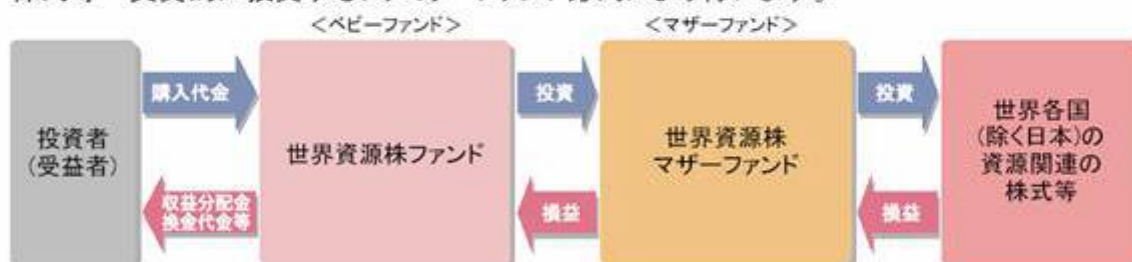 <ベビーファンド>
<マザーファンド>
投資者
(受益者)
購入代金
収益分配金
換金代金等
世界資源株ファンド
投資
損益
世界資源株
マザーファンド
投資
損益
世界各国
(除く日本)の
資源関連の
株式等